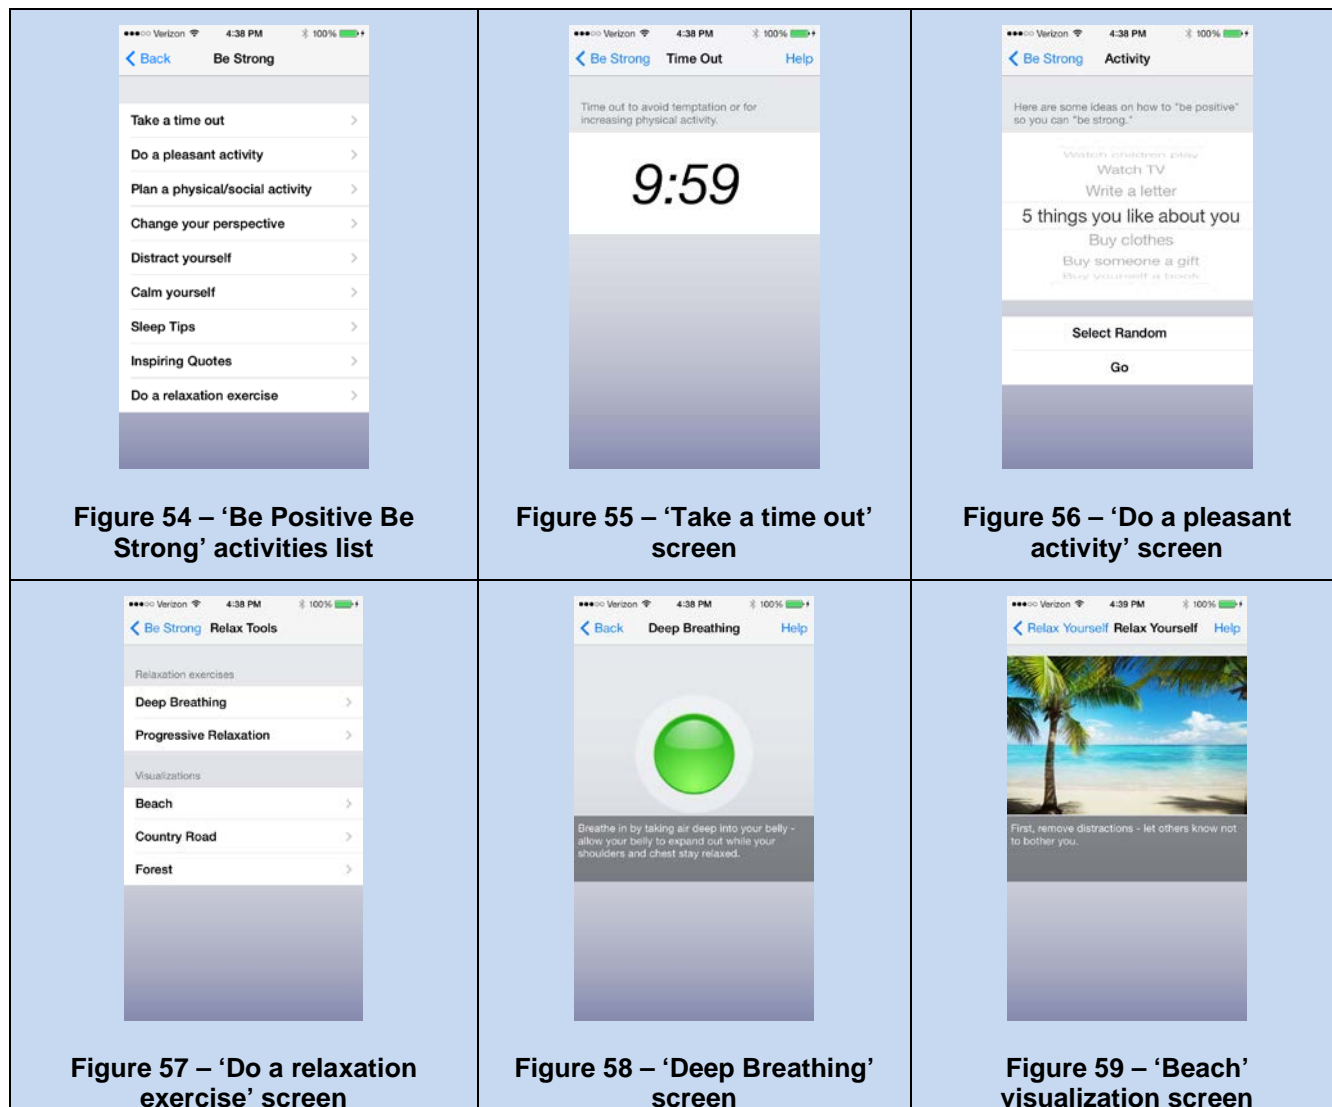 ●●●○○ Verizon 4:38 PM 100%
Back Be Strong
Take a time out
Do a pleasant activity
Plan a physical/social activity
Change your perspective
Distract yourself
Calm yourself
Sleep Tips
Inspiring Quotes
Do a relaxation exercise
Figure 54 – ‘Be Positive Be
Strong’ activities list
●●●○○ Verizon 4:38 PM 100%
Be Strong Time Out Help
Time out to avoid temptation or for
increasing physical activity.
9:59
Figure 55 – ‘Take a time out’
screen
●●●○○ Verizon 4:38 PM 100%
Be Strong Activity
Here are some ideas on how to "be positive"
so you can "be strong."
Watch children play
Watch TV
Write a letter
5 things you like about you
Buy clothes
Buy someone a gift
Buy yourself a book
Select Random
Go
Figure 56 – ‘Do a pleasant
activity’ screen
●●●○○ Verizon 4:38 PM 100%
Be Strong Relax Tools
Relaxation exercises
Deep Breathing
Progressive Relaxation
Visualizations
Beach
Country Road
Forest
Figure 57 – ‘Do a relaxation
exercise’ screen
●●●○○ Verizon 4:38 PM 100%
Back Deep Breathing Help
Breathe in by taking air deep into your belly -
allow your belly to expand out while your
shoulders and chest stay relaxed.
Figure 58 – ‘Deep Breathing’
screen
●●●○○ Verizon 4:39 PM 100%
Relax Yourself Relax Yourself Help
First, remove distractions - let others know not
to bother you.
Figure 59 – ‘Beach’
visualization screen